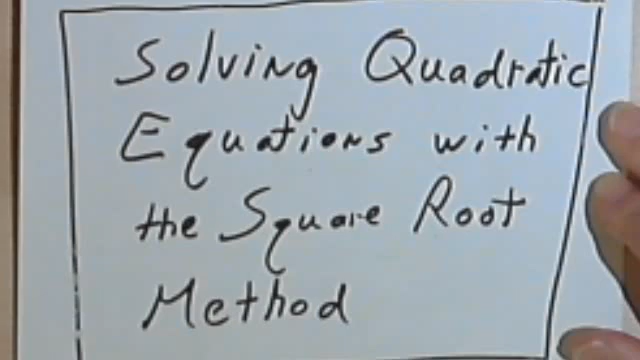 Solving Quadratic
Equations with
the Square Root
Method